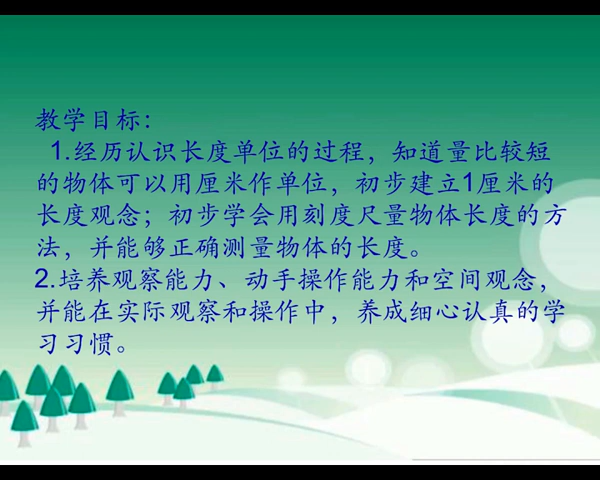 教学目标：
1.经历认识长度单位的过程，知道量比较短
的物体可以用厘米作单位，初步建立1厘米的
长度观念；初步学会用刻度尺量物体长度的方
法，并能够正确测量物体的长度。
2.培养观察能力、动手操作能力和空间观念，
并能在实际观察和操作中，养成细心认真的学
习习惯。